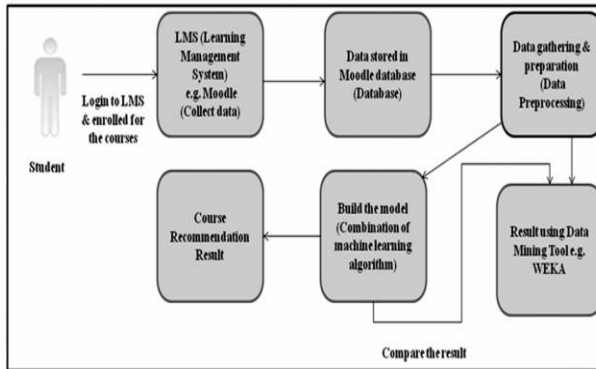 LMS (Learning
Management
System)
e.g. Moodle
(Collect data)
Data stored in
Moodle database
(Database)
Data gathering &
preparation
(Data
Preprocessing)
Login to LMS
& enrolled for
the courses
Student
Course
Recommendation
Result
Build the model
(Combination of
machine learning
algorithm)
Result using Data
Mining Tool e.g.
WEKA
Compare the result